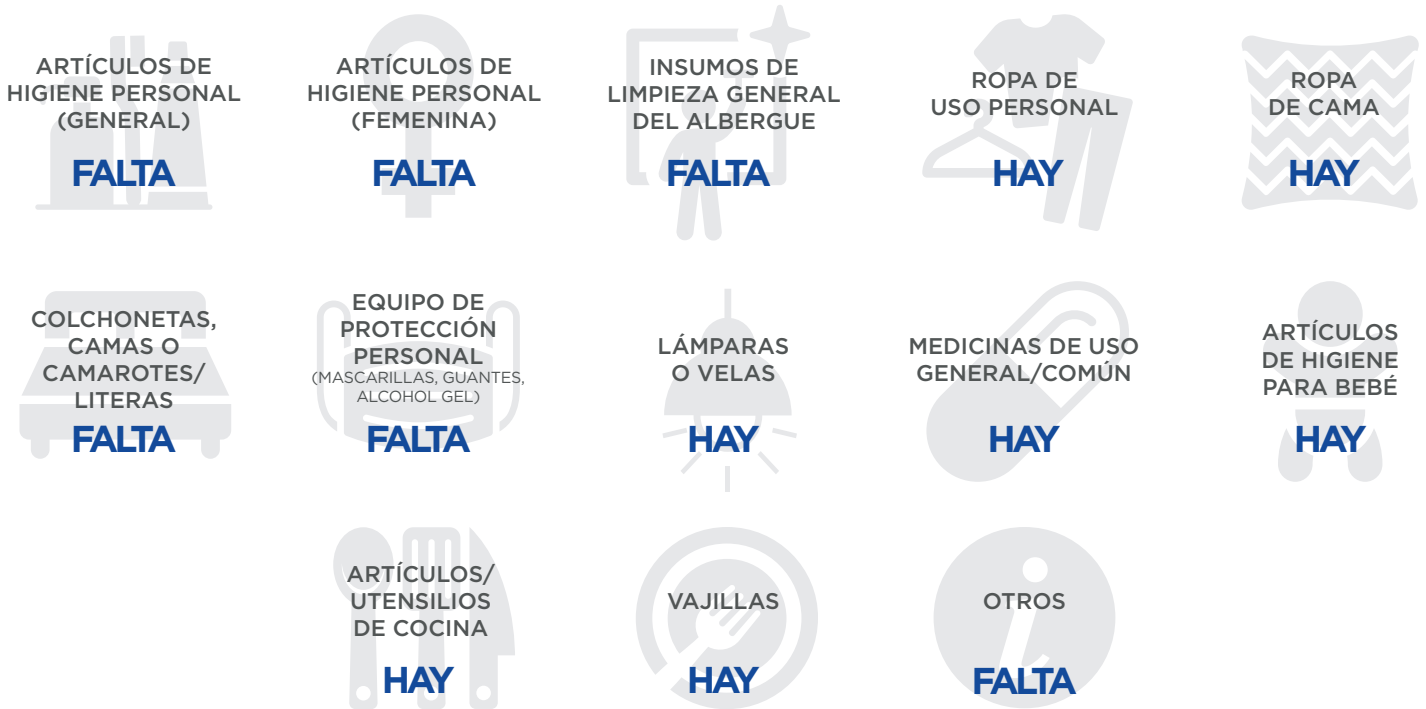 ARTÍCULOS DE
HIGIENE PERSONAL
(GENERAL)
FALTA
ARTÍCULOS DE
HIGIENE PERSONAL
(FEMENINA)
FALTA
INSUMOS DE
LIMPIEZA GENERAL
DEL ALBERGUE
FALTA
ROPA DE
USO PERSONAL
HAY
ROPA
DE CAMA
HAY
COLCHONETAS,
CAMAS O
CAMAROTES/
LITERAS
FALTA
EQUIPO DE
PROTECCIÓN
PERSONAL
(MASCARILLAS, GUANTES,
ALCOHOL GEL)
FALTA
LÁMPARAS
O VELAS
HAY
MEDICINAS DE USO
GENERAL/COMÚN
HAY
ARTÍCULOS
DE HIGIENE
PARA BEBÉ
HAY
ARTÍCULOS/
UTENSILIOS
DE COCINA
HAY
VAJILLAS
HAY
OTROS
FALTA